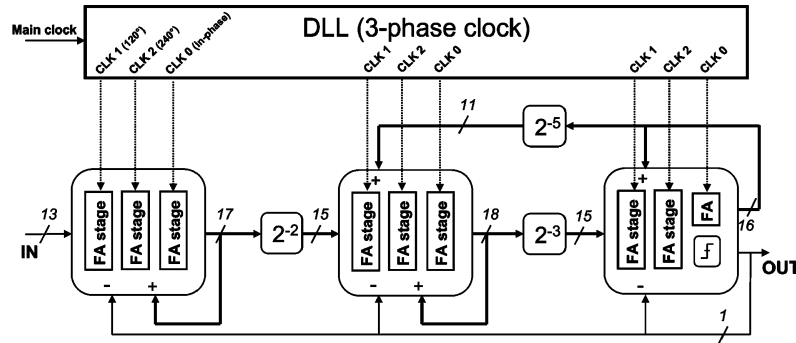 DLL (3-phase clock)
Main clock
CLK 1 (120°)
CLK 2 (240°)
CLK 0 (In-phase)
CLK 1
CLK 2
CLK 0
CLK 1
CLK 2
CLK 0
11
2-5
+
+
13
IN
FA stage
FA stage
FA stage
17
2-2
15
FA stage
FA stage
FA stage
18
2-3
15
FA stage
FA stage
FA
16
OUT
- +
- +
-
1